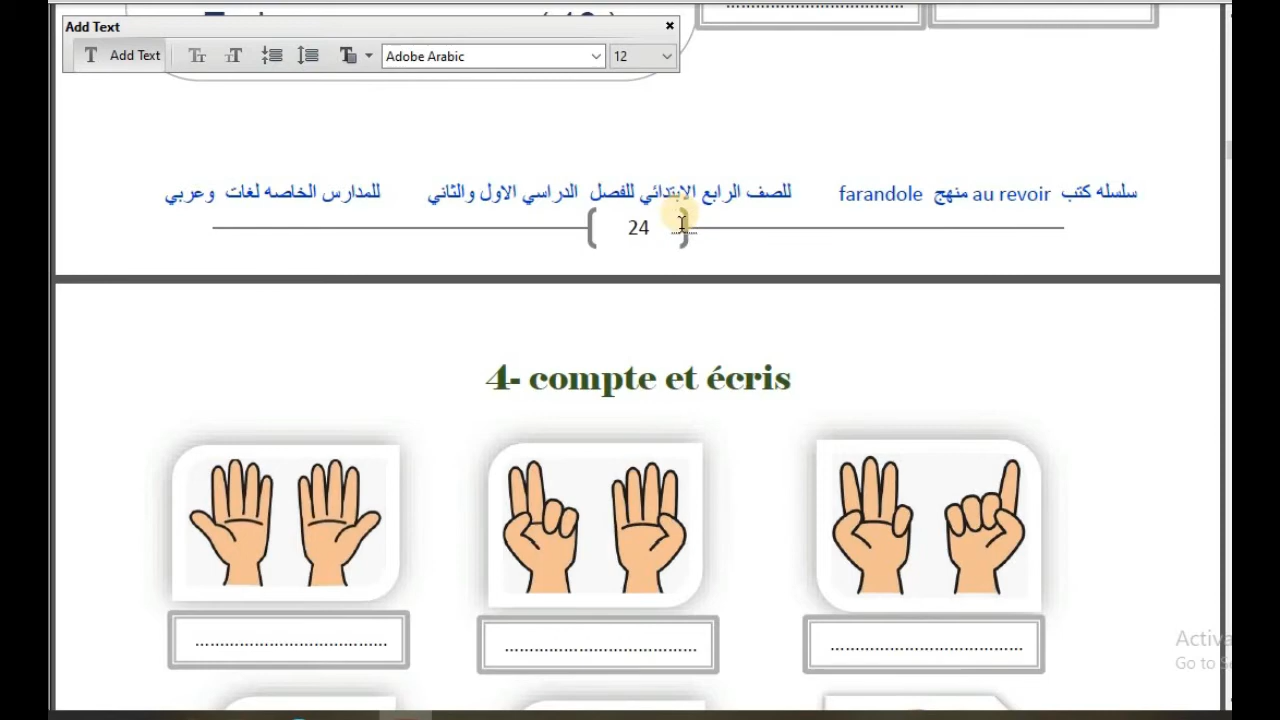 Add Text
Add Text
Adobe Arabic
12
سلسله كتب au revoir منهج farandole للصف الرابع الابتدائي للفصل الدراسي الاول والثاني للمدارس الخاصه لغات وعربي
24
4- compte et écris
....................................... ....................................... .......................................